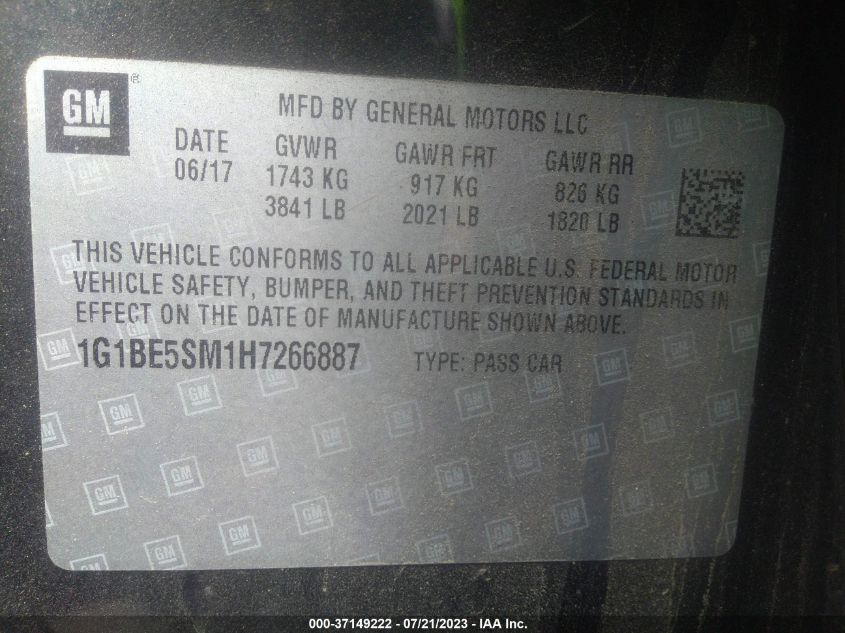 GM
MFD BY GENERAL MOTORS LLC
DATE GVWR GAWR FRT GAWR RR
06/17 1743 KG 917 KG 826 KG
3841 LB 2021 LB 1820 LB
THIS VEHICLE CONFORMS TO ALL APPLICABLE U.S. FEDERAL MOTOR
VEHICLE SAFETY, BUMPER, AND THEFT PREVENTION STANDARDS IN
EFFECT ON THE DATE OF MANUFACTURE SHOWN ABOVE.
1G1BE5SM1H7266887 TYPE: PASS CAR
000-37149222 - 07/21/2023 - IAA Inc.